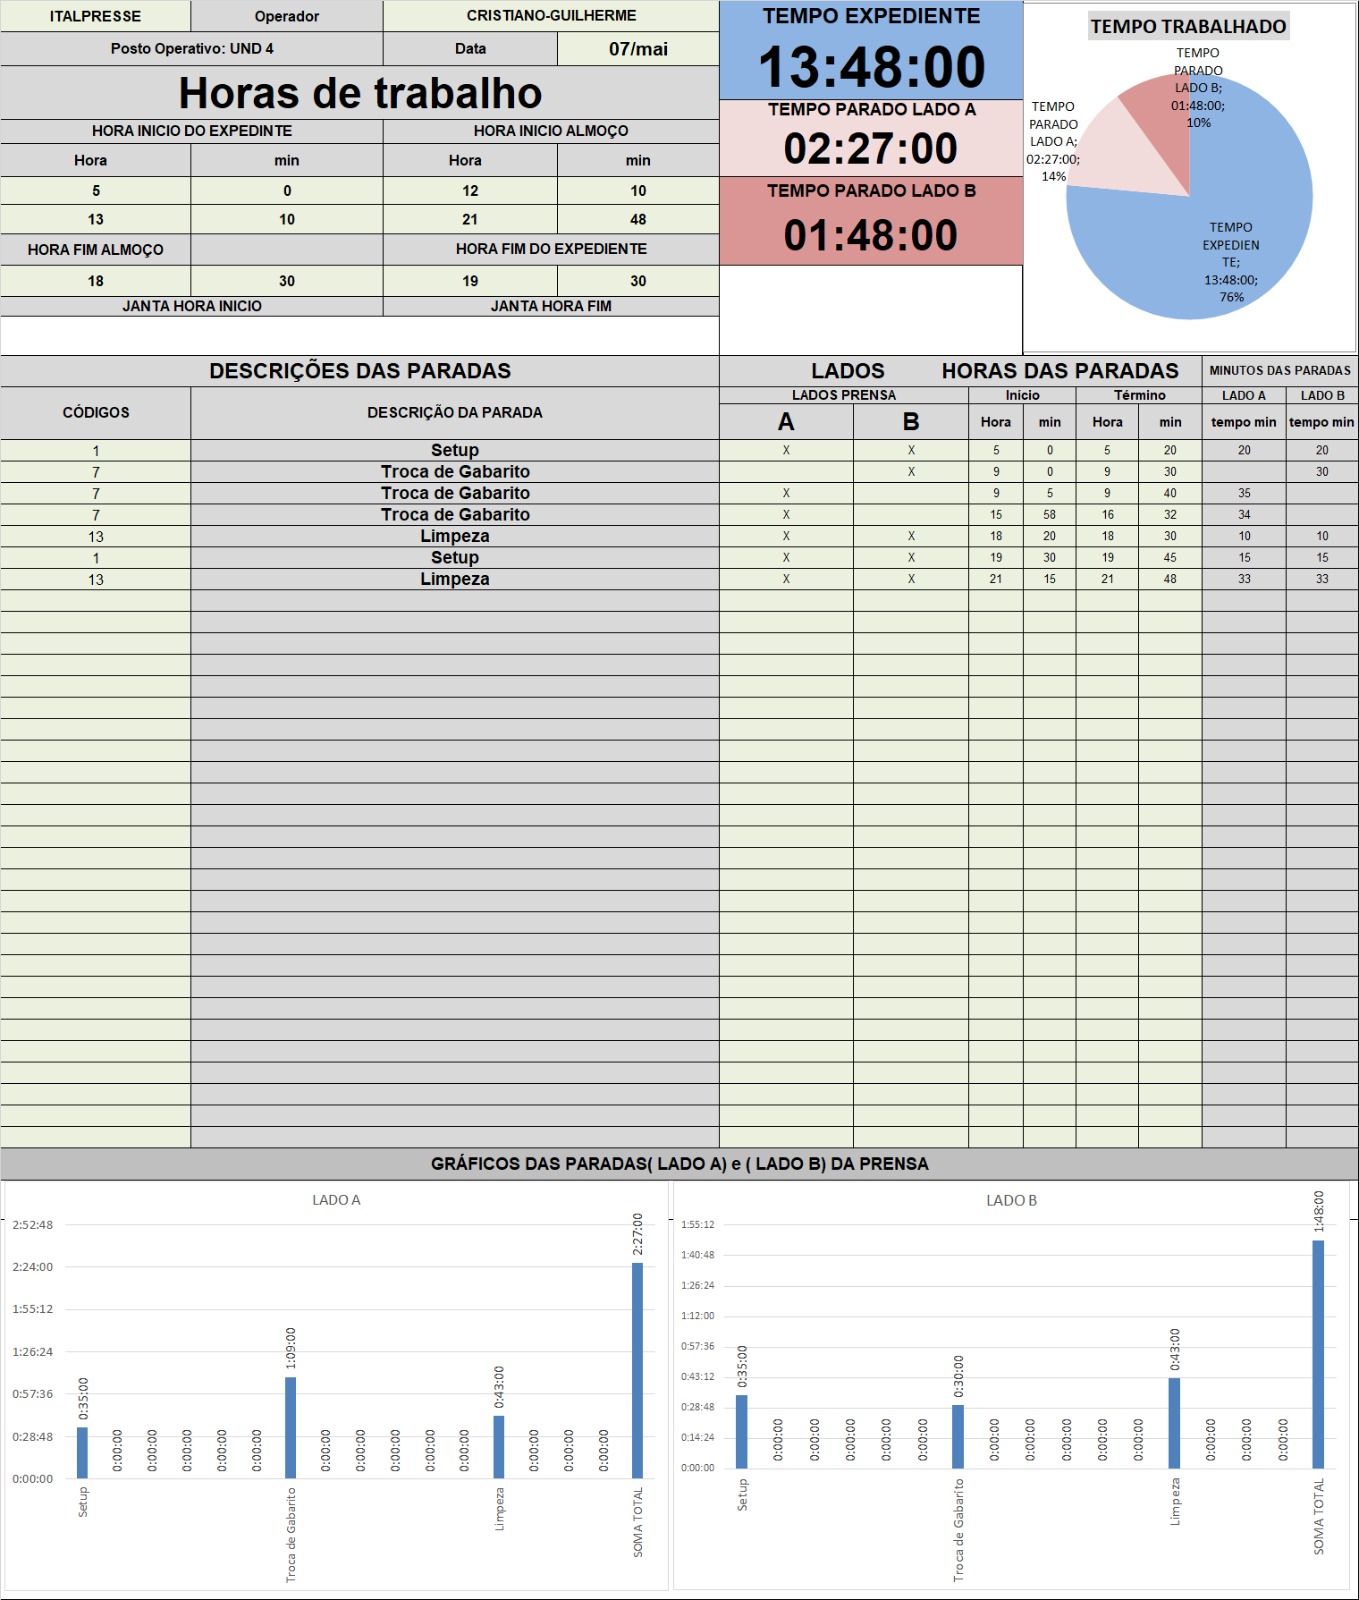 ITALPRESSE Operador CRISTIANO-GUILHERME
Posto Operativo: UND 4 Data 07/mai
Horas de trabalho
HORA INICIO DO EXPEDINTE HORA INICIO ALMOÇO
Hora min Hora min
5 0 12 10
13 10 21 48
HORA FIM ALMOÇO HORA FIM DO EXPEDIENTE
18 30 19 30
JANTA HORA INICIO JANTA HORA FIM
TEMPO EXPEDIENTE
13:48:00
TEMPO PARADO LADO A
02:27:00
TEMPO PARADO LADO B
01:48:00
TEMPO TRABALHADO
TEMPO
PARADO
LADO B;
01:48:00;
10%
TEMPO
PARADO
LADO A;
02:27:00;
14%
TEMPO
EXPEDIEN
TE;
13:48:00;
76%
DESCRIÇÕES DAS PARADAS LADOS HORAS DAS PARADAS MINUTOS DAS PARADAS
CÓDIGOS DESCRIÇÃO DA PARADA LADOS PRENSA Início Término LADO A LADO B
A B Hora min Hora min tempo min tempo min
1 Setup X X 5 0 5 20 20 20
7 Troca de Gabarito X 9 0 9 30 30
7 Troca de Gabarito X 9 5 9 40 35
7 Troca de Gabarito X 15 58 16 32 34
13 Limpeza X X 18 20 18 30 10 10
1 Setup X X 19 30 19 45 15 15
13 Limpeza X X 21 15 21 48 33 33
GRÁFICOS DAS PARADAS( LADO A) e ( LADO B) DA PRENSA
LADO A
2:52:48
2:24:00
1:55:12
1:26:24
0:57:36
0:28:48
0:00:00
0:35:00
0:00:00
0:00:00
0:00:00
0:00:00
0:00:00
1:09:00
0:00:00
0:00:00
0:00:00
0:00:00
0:00:00
0:43:00
0:00:00
0:00:00
0:00:00
2:27:00
Setup
Troca de Gabarito
Limpeza
SOMA TOTAL
LADO B
1:55:12
1:40:48
1:26:24
1:12:00
0:57:36
0:43:12
0:28:48
0:14:24
0:00:00
0:35:00
0:00:00
0:00:00
0:00:00
0:00:00
0:00:00
0:30:00
0:00:00
0:00:00
0:00:00
0:00:00
0:00:00
0:43:00
0:00:00
0:00:00
0:00:00
1:48:00
Setup
Troca de Gabarito
Limpeza
SOMA TOTAL